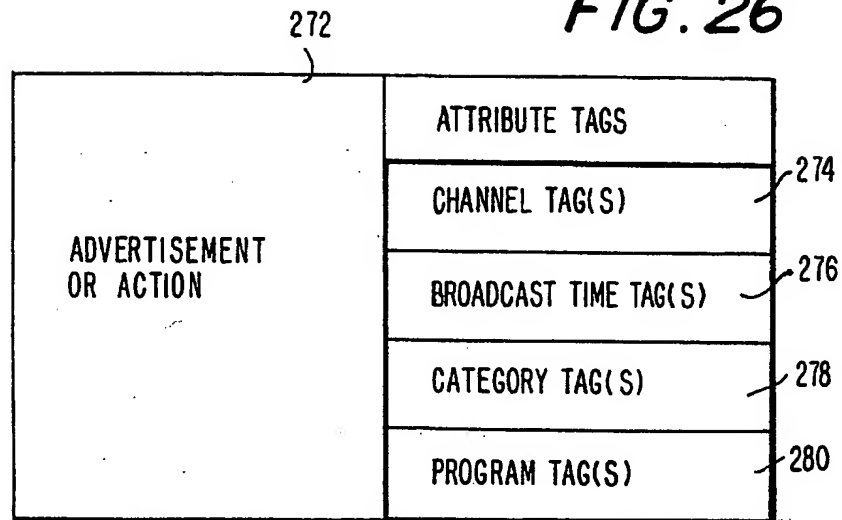 FIG. 26
272
ADVERTISEMENT
OR ACTION
ATTRIBUTE TAGS
CHANNEL TAG(S)
274
BROADCAST TIME TAG(S)
276
CATEGORY TAG(S)
278
PROGRAM TAG(S)
280